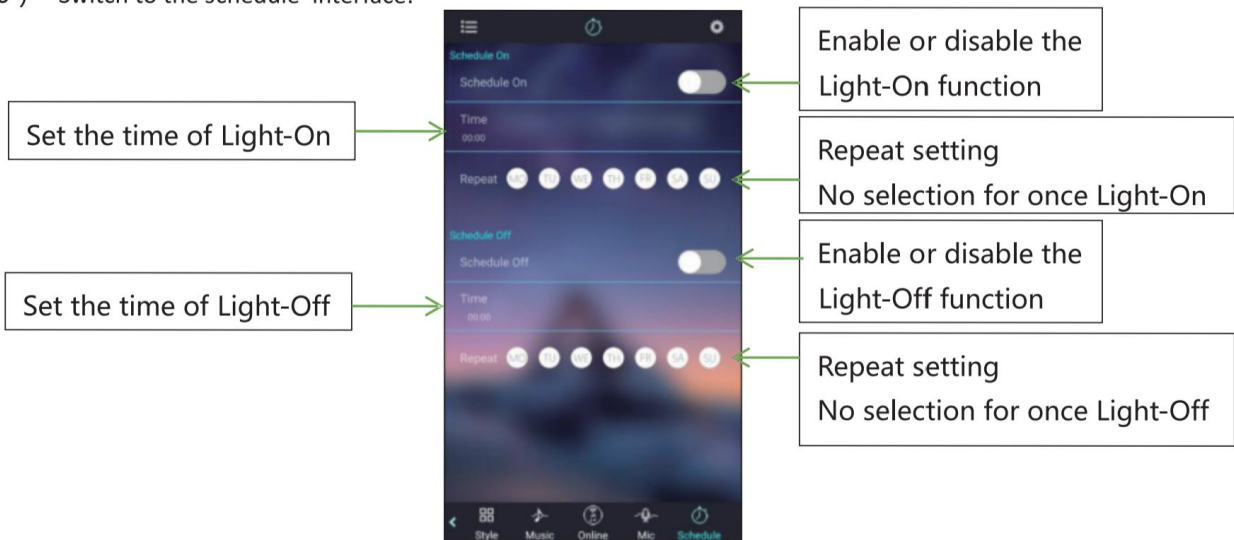 Switch to the schedule interface:
Schedule On
Schedule On
Time
00:00
Repeat MO TU WE TH FR SA SU
Schedule Off
Schedule Off
Time
00:00
Repeat MO TU WE TH FR SA SU
Style Music Online Mic Schedule
Set the time of Light-On
Set the time of Light-Off
Enable or disable the
Light-On function
Repeat setting
No selection for once Light-On
Enable or disable the
Light-Off function
Repeat setting
No selection for once Light-Off